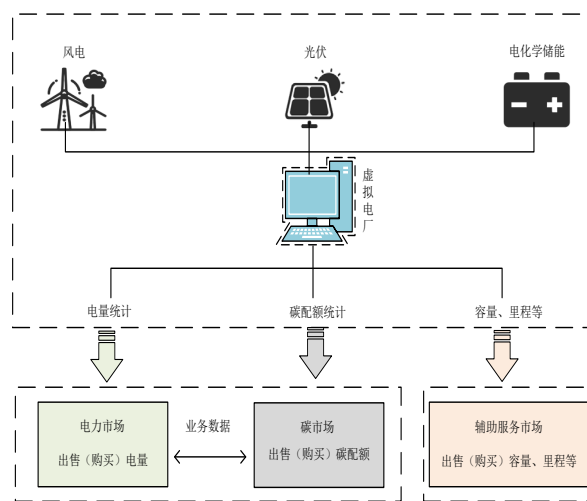 风电
光伏
电化学储能
虚拟电厂
电量统计
碳配额统计
容量、里程等
电力市场
出售（购买）电量
业务数据
碳市场
出售（购买）碳配额
辅助服务市场
出售（购买）容量、里程等